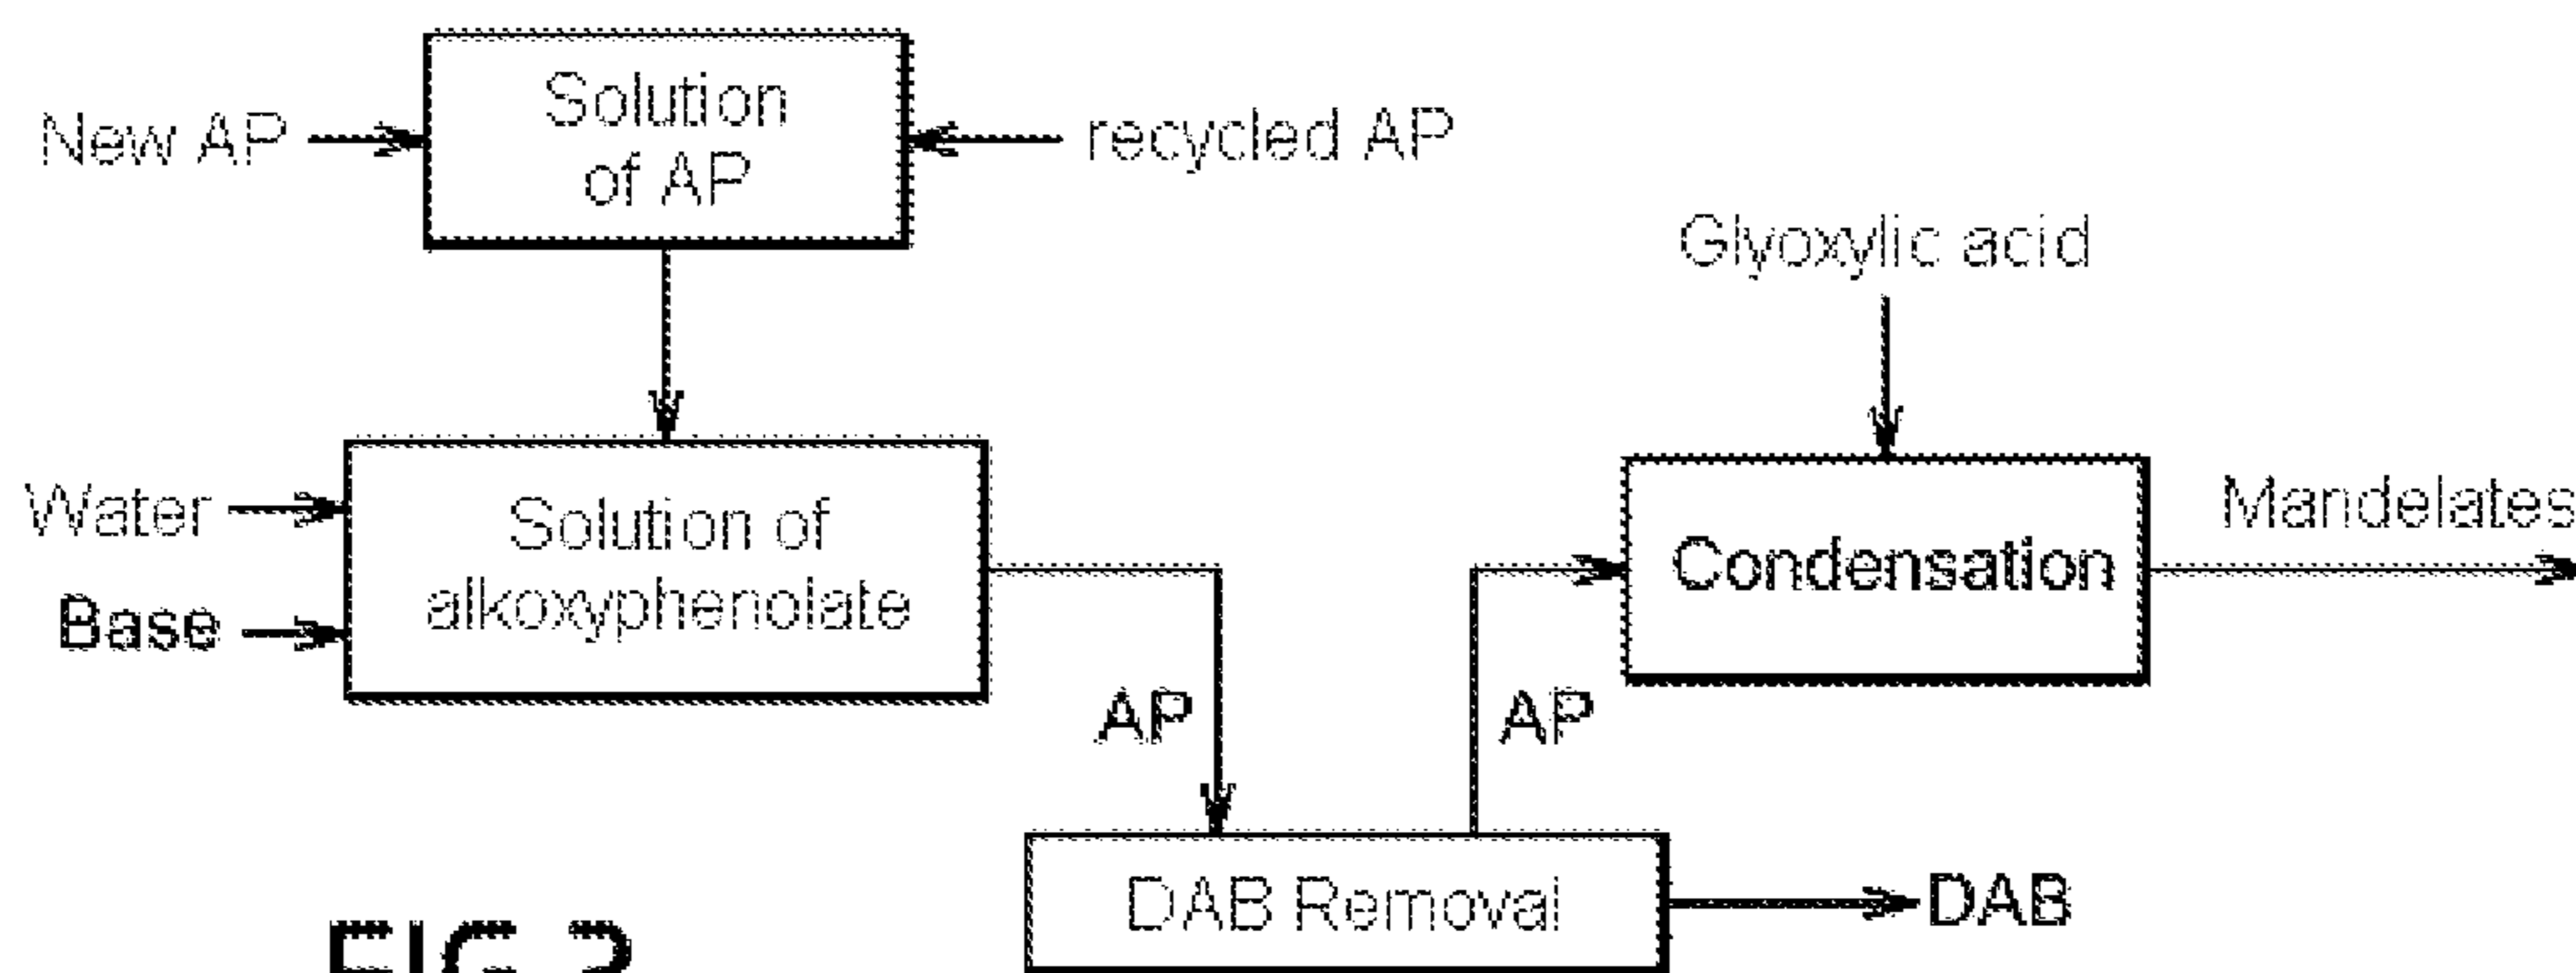 Solution
of AP
New AP
recycled AP
Glyoxylic acid
Water
Base
Solution of
alkoxyphenolate
Condensation
Mandelates
AP
AP
DAB Removal
DAB